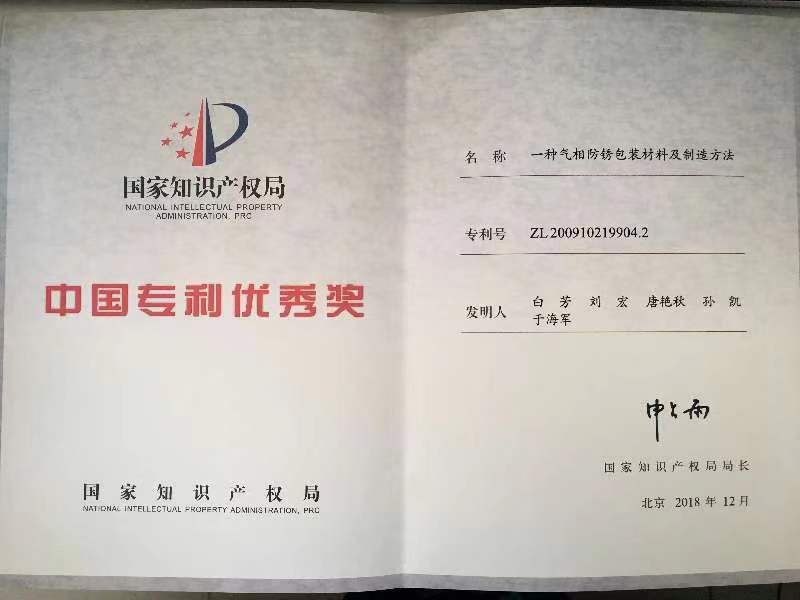 国家知识产权局
NATIONAL INTELLECTUAL PROPERTY
ADMINISTRATION, PRC
中国专利优秀奖
国家知识产权局
NATIONAL INTELLECTUAL PROPERTY ADMINISTRATION, PRC
名 称 一种气相防锈包装材料及制造方法
专利号 ZL 200910219904.2
发明人 白 芳 刘 宏 唐艳秋 孙 凯
于海军
申长雨
国家知识产权局局长
北京 2018 年 12 月